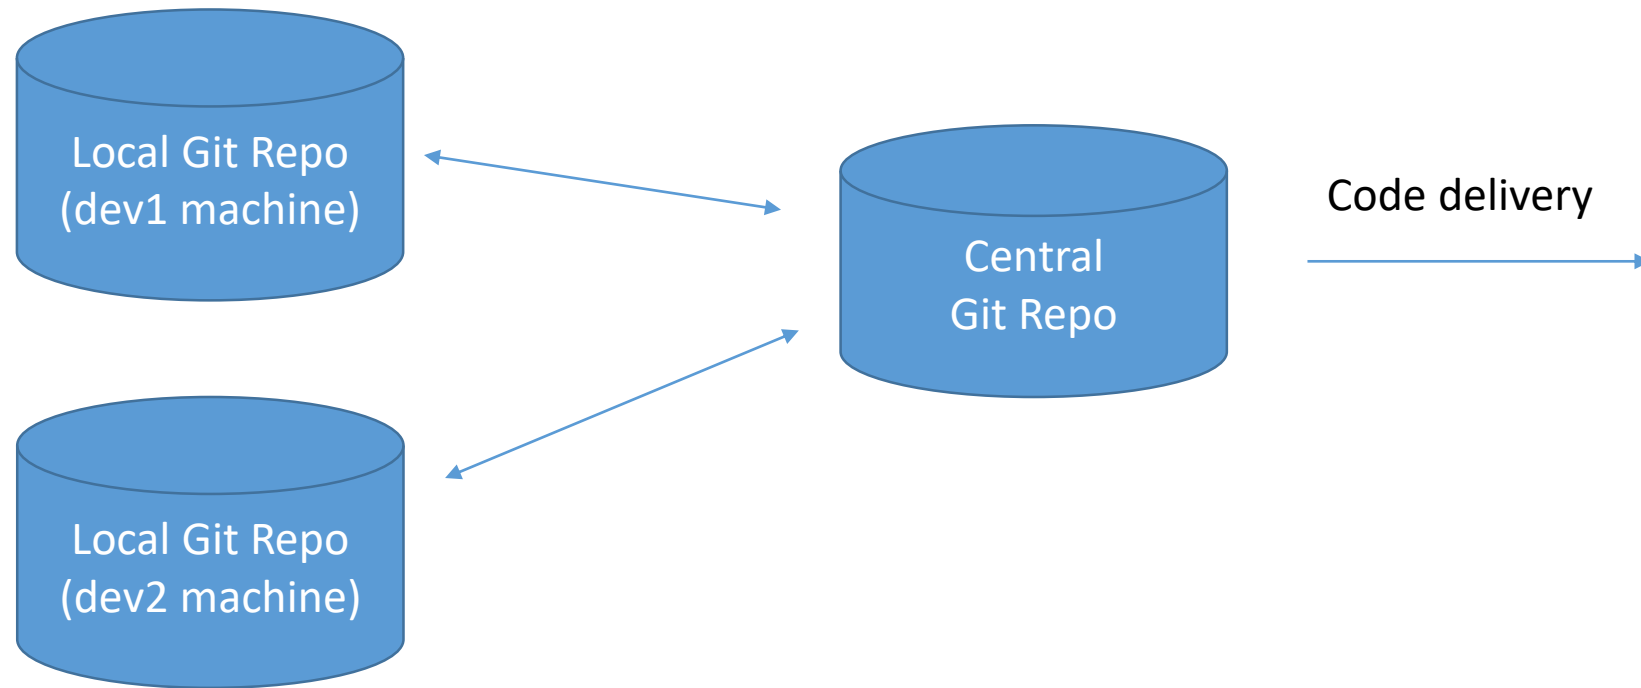 Local Git Repo
(dev1 machine)
Central
Git Repo
Code delivery
Local Git Repo
(dev2 machine)